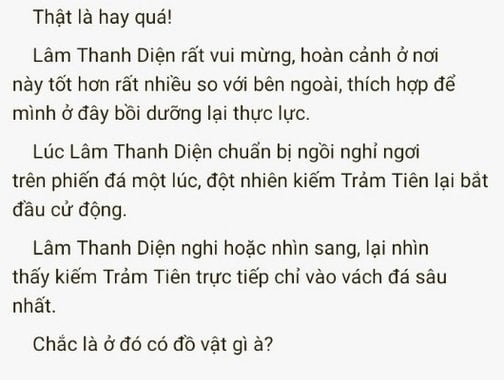 Thật là hay quá!
Lâm Thanh Diện rất vui mừng, hoàn cảnh ở nơi
này tốt hơn rất nhiều so với bên ngoài, thích hợp để
mình ở đây bồi dưỡng lại thực lực.
Lúc Lâm Thanh Diện chuẩn bị ngồi nghỉ ngơi
trên phiến đá một lúc, đột nhiên kiếm Trảm Tiên lại bắt
đầu cử động.
Lâm Thanh Diện nghi hoặc nhìn sang, lại nhìn
thấy kiếm Trảm Tiên trực tiếp chỉ vào vách đá sâu
nhất.
Chắc là ở đó có đồ vật gì à?